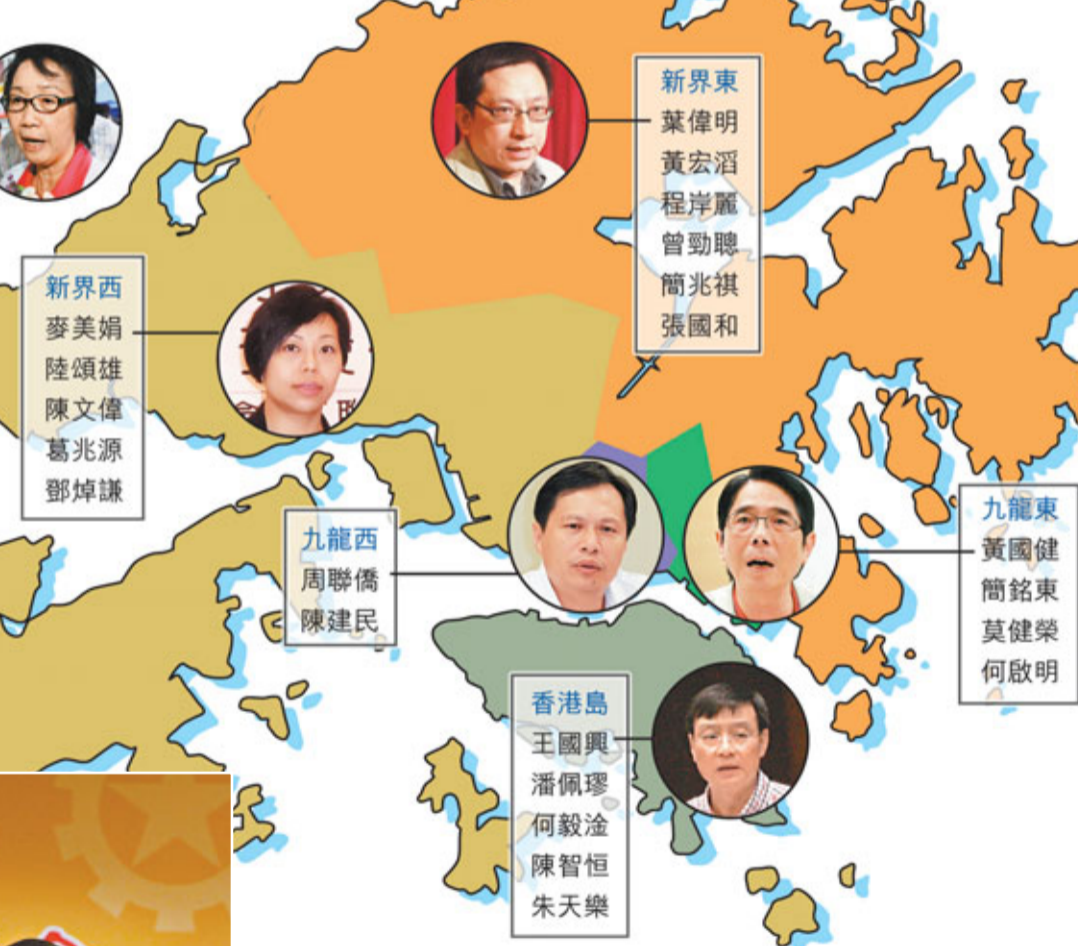 新界東
葉偉明
黃宏滔
程岸麗
曾勁聰
簡兆祺
張國和
新界西
麥美娟
陸頌雄
陳文偉
葛兆源
鄧焯謙
九龍西
周聯僑
陳建民
九龍東
黃國健
簡銘東
莫健榮
何啟明
香港島
王國興
潘佩璆
何毅淦
陳智恒
朱天樂